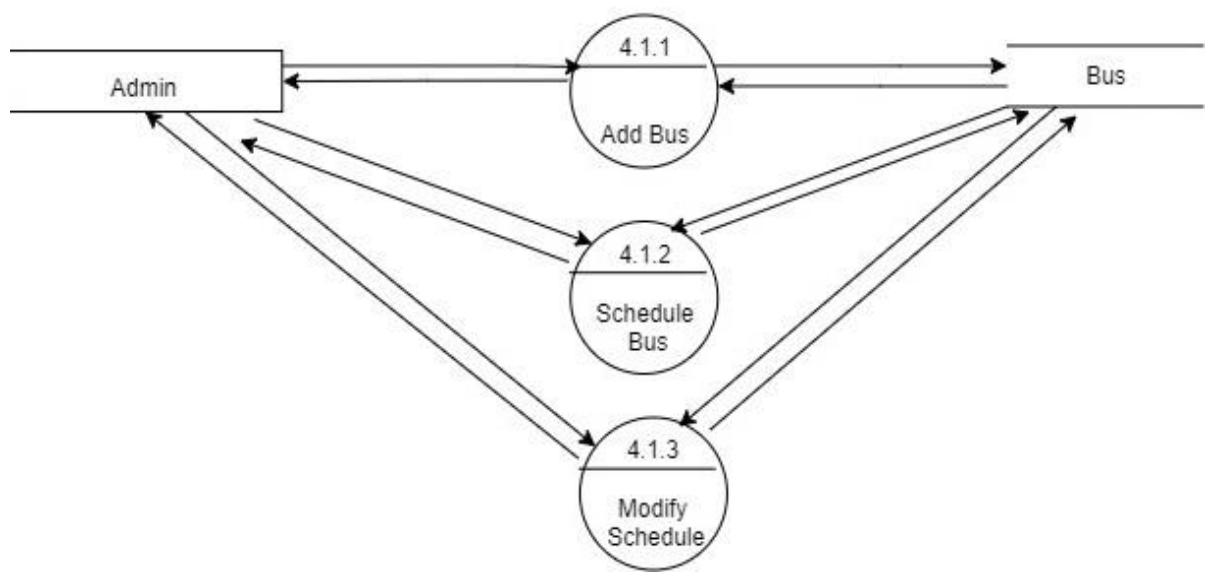 4.1.1
Admin
Bus
Add Bus
4.1.2
Schedule
Bus
4.1.3
Modify
Schedule